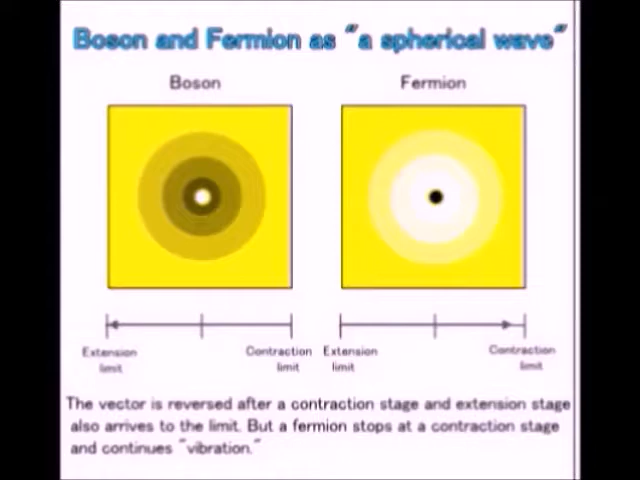 Boson and Fermion as "a spherical wave"
Boson Fermion
Extension limit Contraction limit Extension limit Contraction limit
The vector is reversed after a contraction stage and extension stage
also arrives to the limit. But a fermion stops at a contraction stage
and continues "vibration."